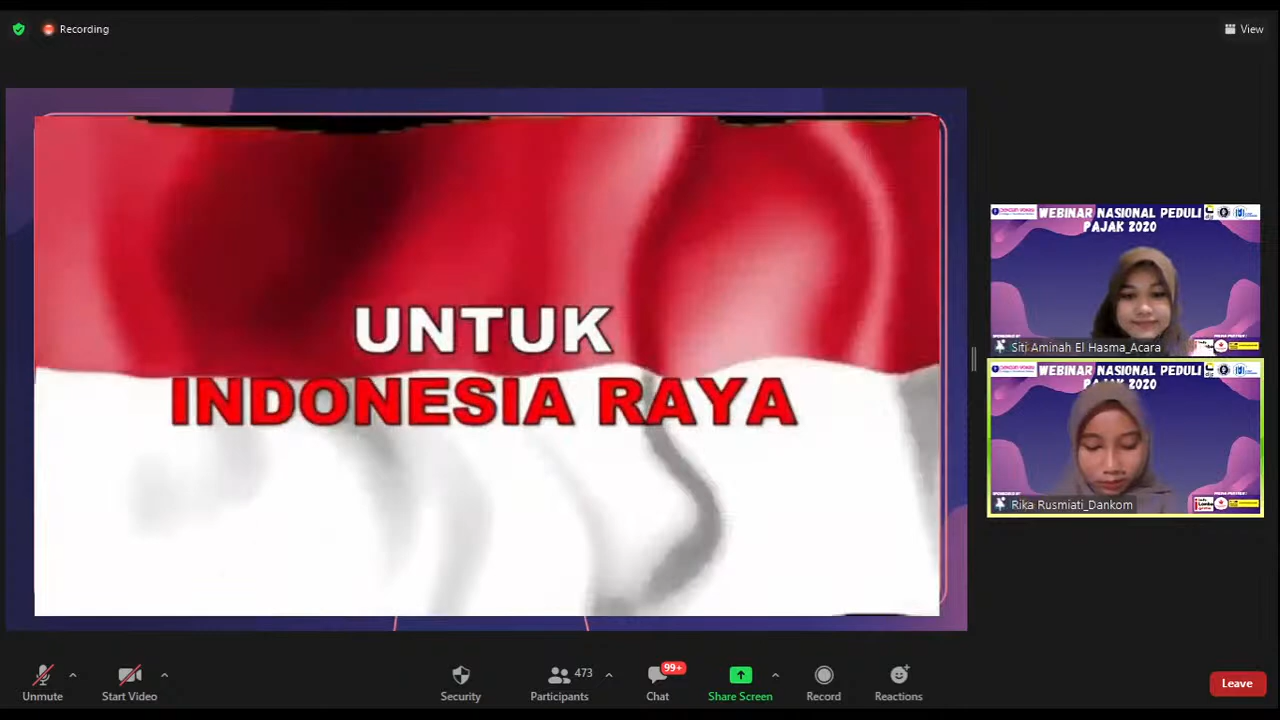 Recording
View
UNTUK
INDONESIA RAYA
WEBINAR NASIONAL PEDULI
PAJAK 2020
Siti Aminah El Hasma_Acara
WEBINAR NASIONAL PEDULI
PAJAK 2020
Rika Rusmiati_Dankom
Unmute
Start Video
Security
473
Participants
99+
Chat
Share Screen
Record
Reactions
Leave